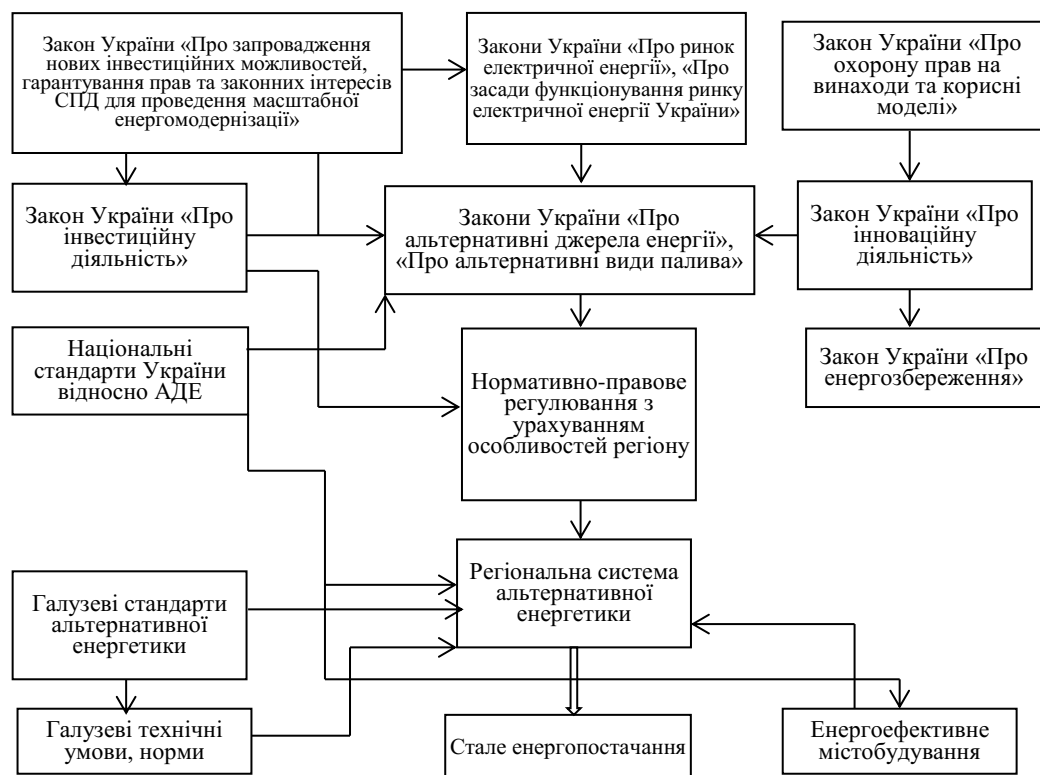 Закон України «Про запровадження
нових інвестиційних можливостей,
гарантування прав та законних інтересів
СПД для проведення масштабної
енергомодернізації»
Закони України «Про ринок
електричної енергії», «Про
засади функціонування ринку
електричної енергії України»
Закон України «Про
охорону прав на
винаходи та корисні
моделі»
Закон України «Про
інвестиційну
діяльність»
Закони України «Про
альтернативні джерела енергії»,
«Про альтернативні види палива»
Закон України «Про
інноваційну
діяльність»
Національні
стандарти України
відносно АДЕ
Нормативно-правове
регулювання з
урахуванням
особливостей регіону
Закон України «Про
енергозбереження»
Галузеві стандарти
альтернативної
енергетики
Регіональна система
альтернативної
енергетики
Галузеві технічні
умови, норми
Стале енергопостачання
Енергоефективне
містобудування